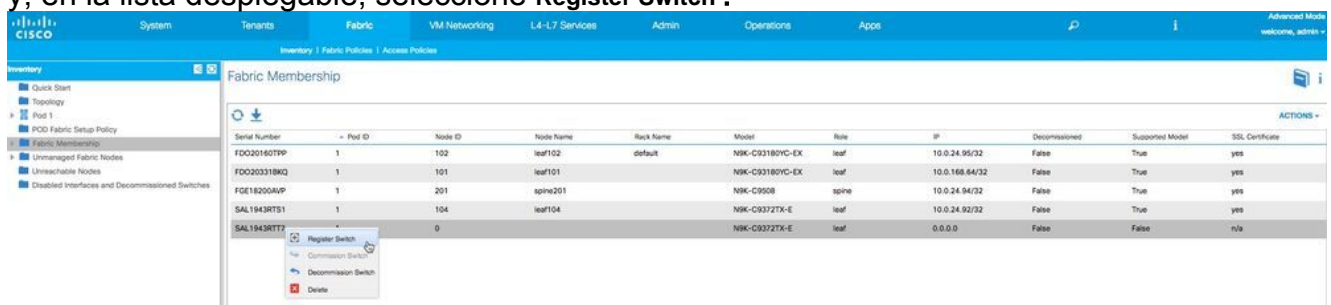 y, en la lista desplegable, seleccione Register Switch .
CISCO System Tenants Fabric VM Networking L4-L7 Services Admin Operations Apps i Advanced Mode
welcome, admin
Inventory | Fabric Policies | Access Policies
Inventory
Quick Start
Topology
Pod 1
POD Fabric Setup Policy
Fabric Membership
Unmanaged Fabric Nodes
Unreachable Nodes
Disabled Interfaces and Decommissioned Switches
Fabric Membership i
ACTIONS
Serial Number Pod ID Node ID Node Name Rack Name Model Role IP Decomissioned Supported Model SSL Certificate
FDO20160TPP 1 102 leaf102 default N9K-C93180YC-EX leaf 10.0.24.95/32 False True yes
FDO203318KQ 1 101 leaf101 N9K-C93180YC-EX leaf 10.0.168.64/32 False True yes
FGE18200AVP 1 201 spine201 N9K-C9508 spine 10.0.24.94/32 False True yes
SAL1943RTS1 1 104 leaf104 N9K-C9372TX-E leaf 10.0.24.92/32 False True yes
SAL1943RTT7 0 N9K-C9372TX-E leaf 0.0.0.0 False False n/a
Register Switch
Commission Switch
Decommission Switch
Delete